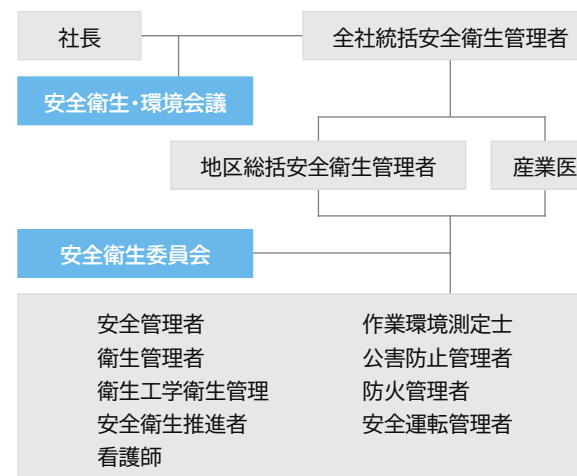 社長
全社統括安全衛生管理者
安全衛生・環境会議
地区総括安全衛生管理者
産業医
安全衛生委員会
安全管理者
衛生管理者
衛生工学衛生管理
安全衛生推進者
看護師
作業環境測定士
公害防止管理者
防火管理者
安全運転管理者